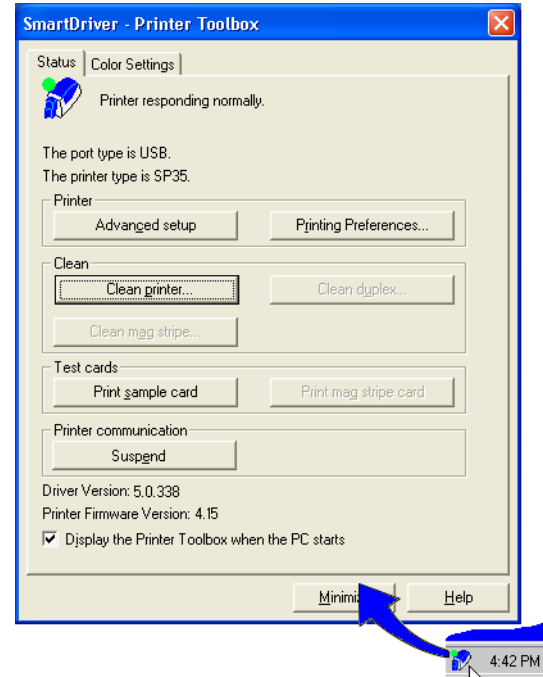 SmartDriver - Printer Toolbox
Status Color Settings
Printer responding normally.
The port type is USB.
The printer type is SP35.
Printer
Advanced setup Printing Preferences...
Clean
Clean printer... Clean duplex...
Clean mag stripe...
Test cards
Print sample card Print mag stripe card
Printer communication
Suspend
Driver Version: 5.0.338
Printer Firmware Version: 4.15
Display the Printer Toolbox when the PC starts
Help
4:42 PM